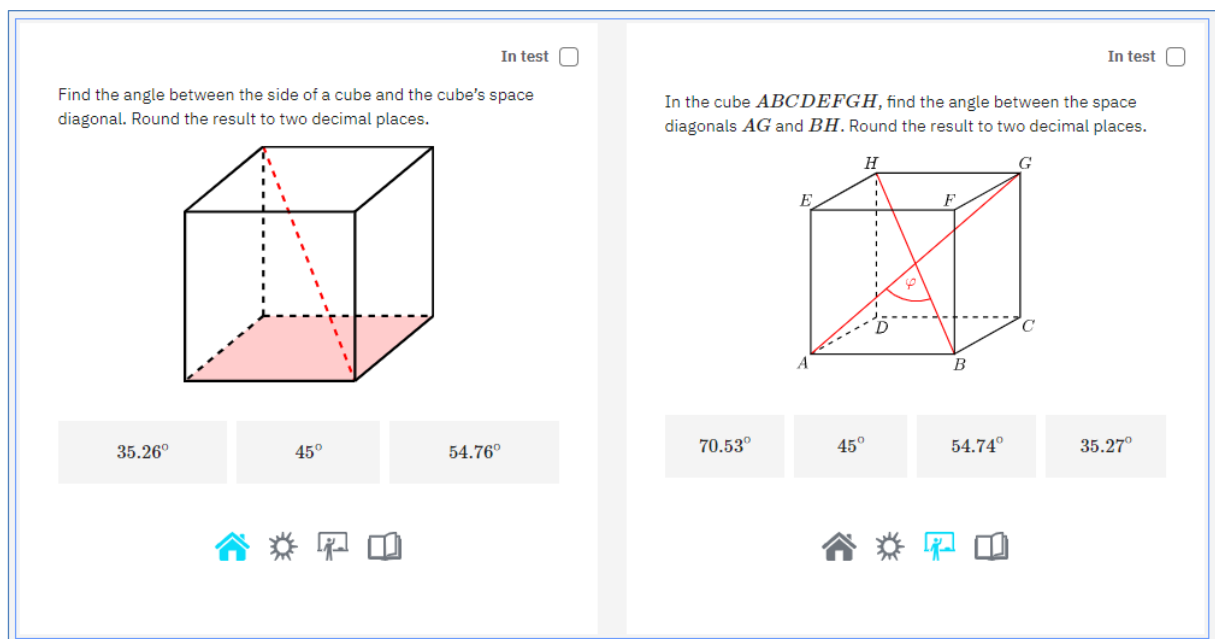 In test
Find the angle between the side of a cube and the cube’s space
diagonal. Round the result to two decimal places.
35.26°
45°
54.76°
In test
In the cube ABCDEFGH, find the angle between the space
diagonals AG and BH. Round the result to two decimal places.
H
G
E
F
φ
D
C
A
B
70.53°
45°
54.74°
35.27°